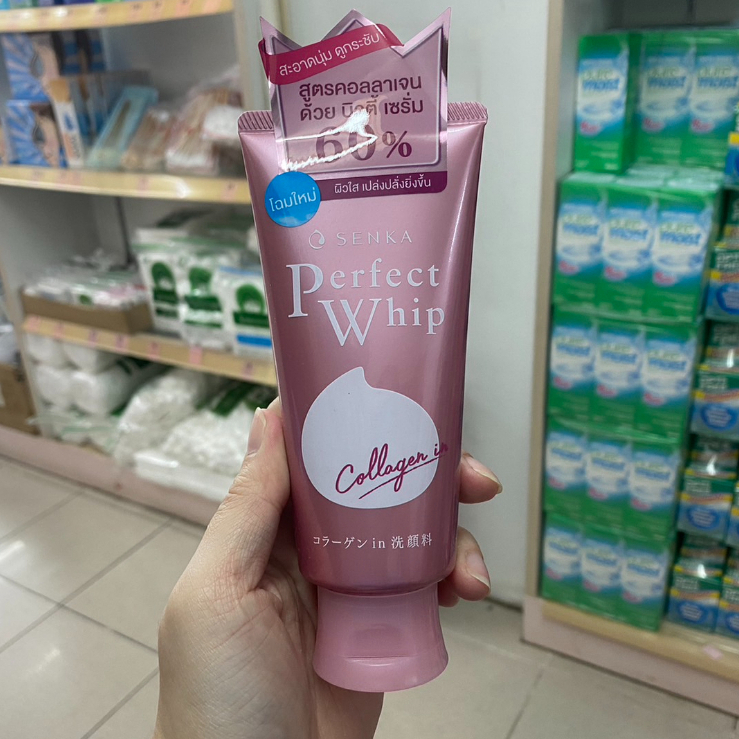 สะอาดนุ่ม ดูกระชับ
สูตรคอลลาเจน
ด้วย บิวตี้ เซรั่ม
60%
ผิวใส เปล่งปลั่งยิ่งขึ้น
โฉมใหม่
SENKA
Perfect
Whip
Collagen in
コラーゲン in 洗顔料
pure
moist